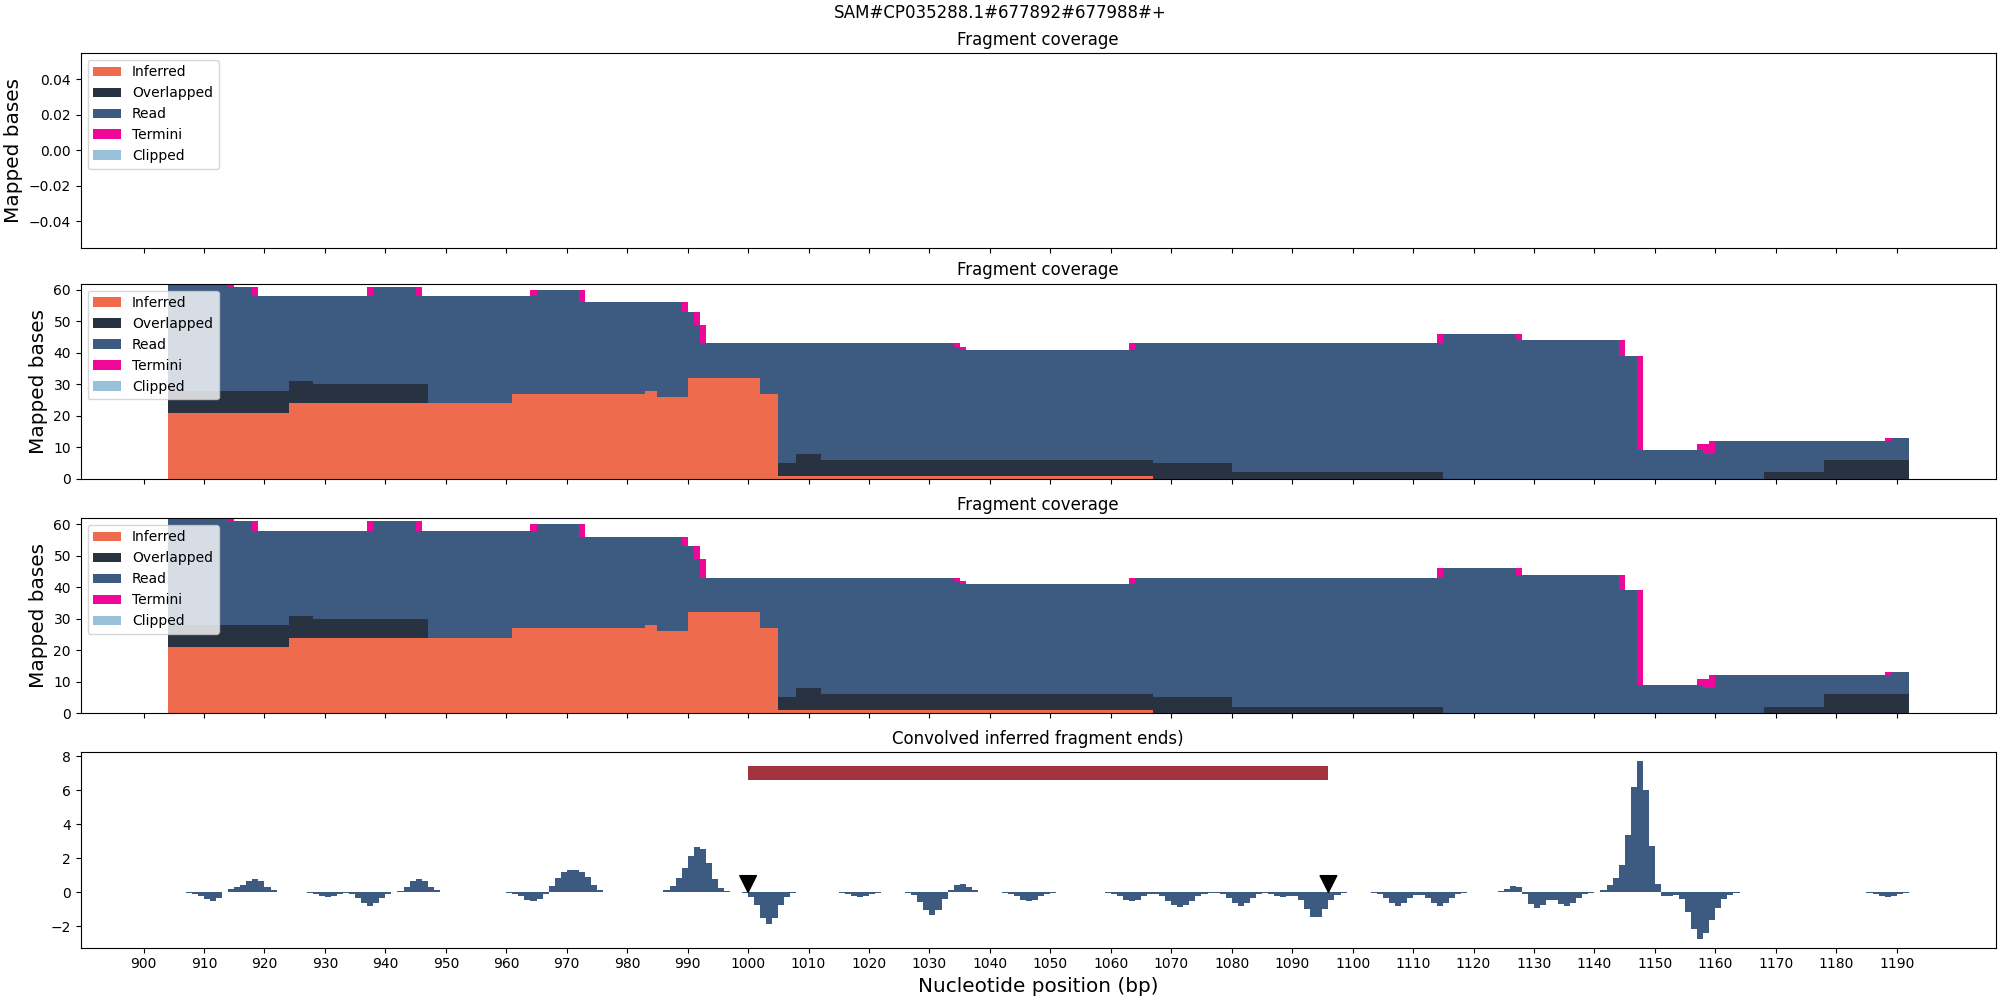 SAM#CP035288.1#677892#677988#+
Fragment coverage
Mapped bases
0.04
0.02
0.00
−0.02
−0.04
Inferred
Overlapped
Read
Termini
Clipped
Fragment coverage
Mapped bases
60
50
40
30
20
10
0
Inferred
Overlapped
Read
Termini
Clipped
Fragment coverage
Mapped bases
60
50
40
30
20
10
0
Inferred
Overlapped
Read
Termini
Clipped
Convolved inferred fragment ends)
8
6
4
2
0
−2
900 910 920 930 940 950 960 970 980 990 1000 1010 1020 1030 1040 1050 1060 1070 1080 1090 1100 1110 1120 1130 1140 1150 1160 1170 1180 1190
Nucleotide position (bp)